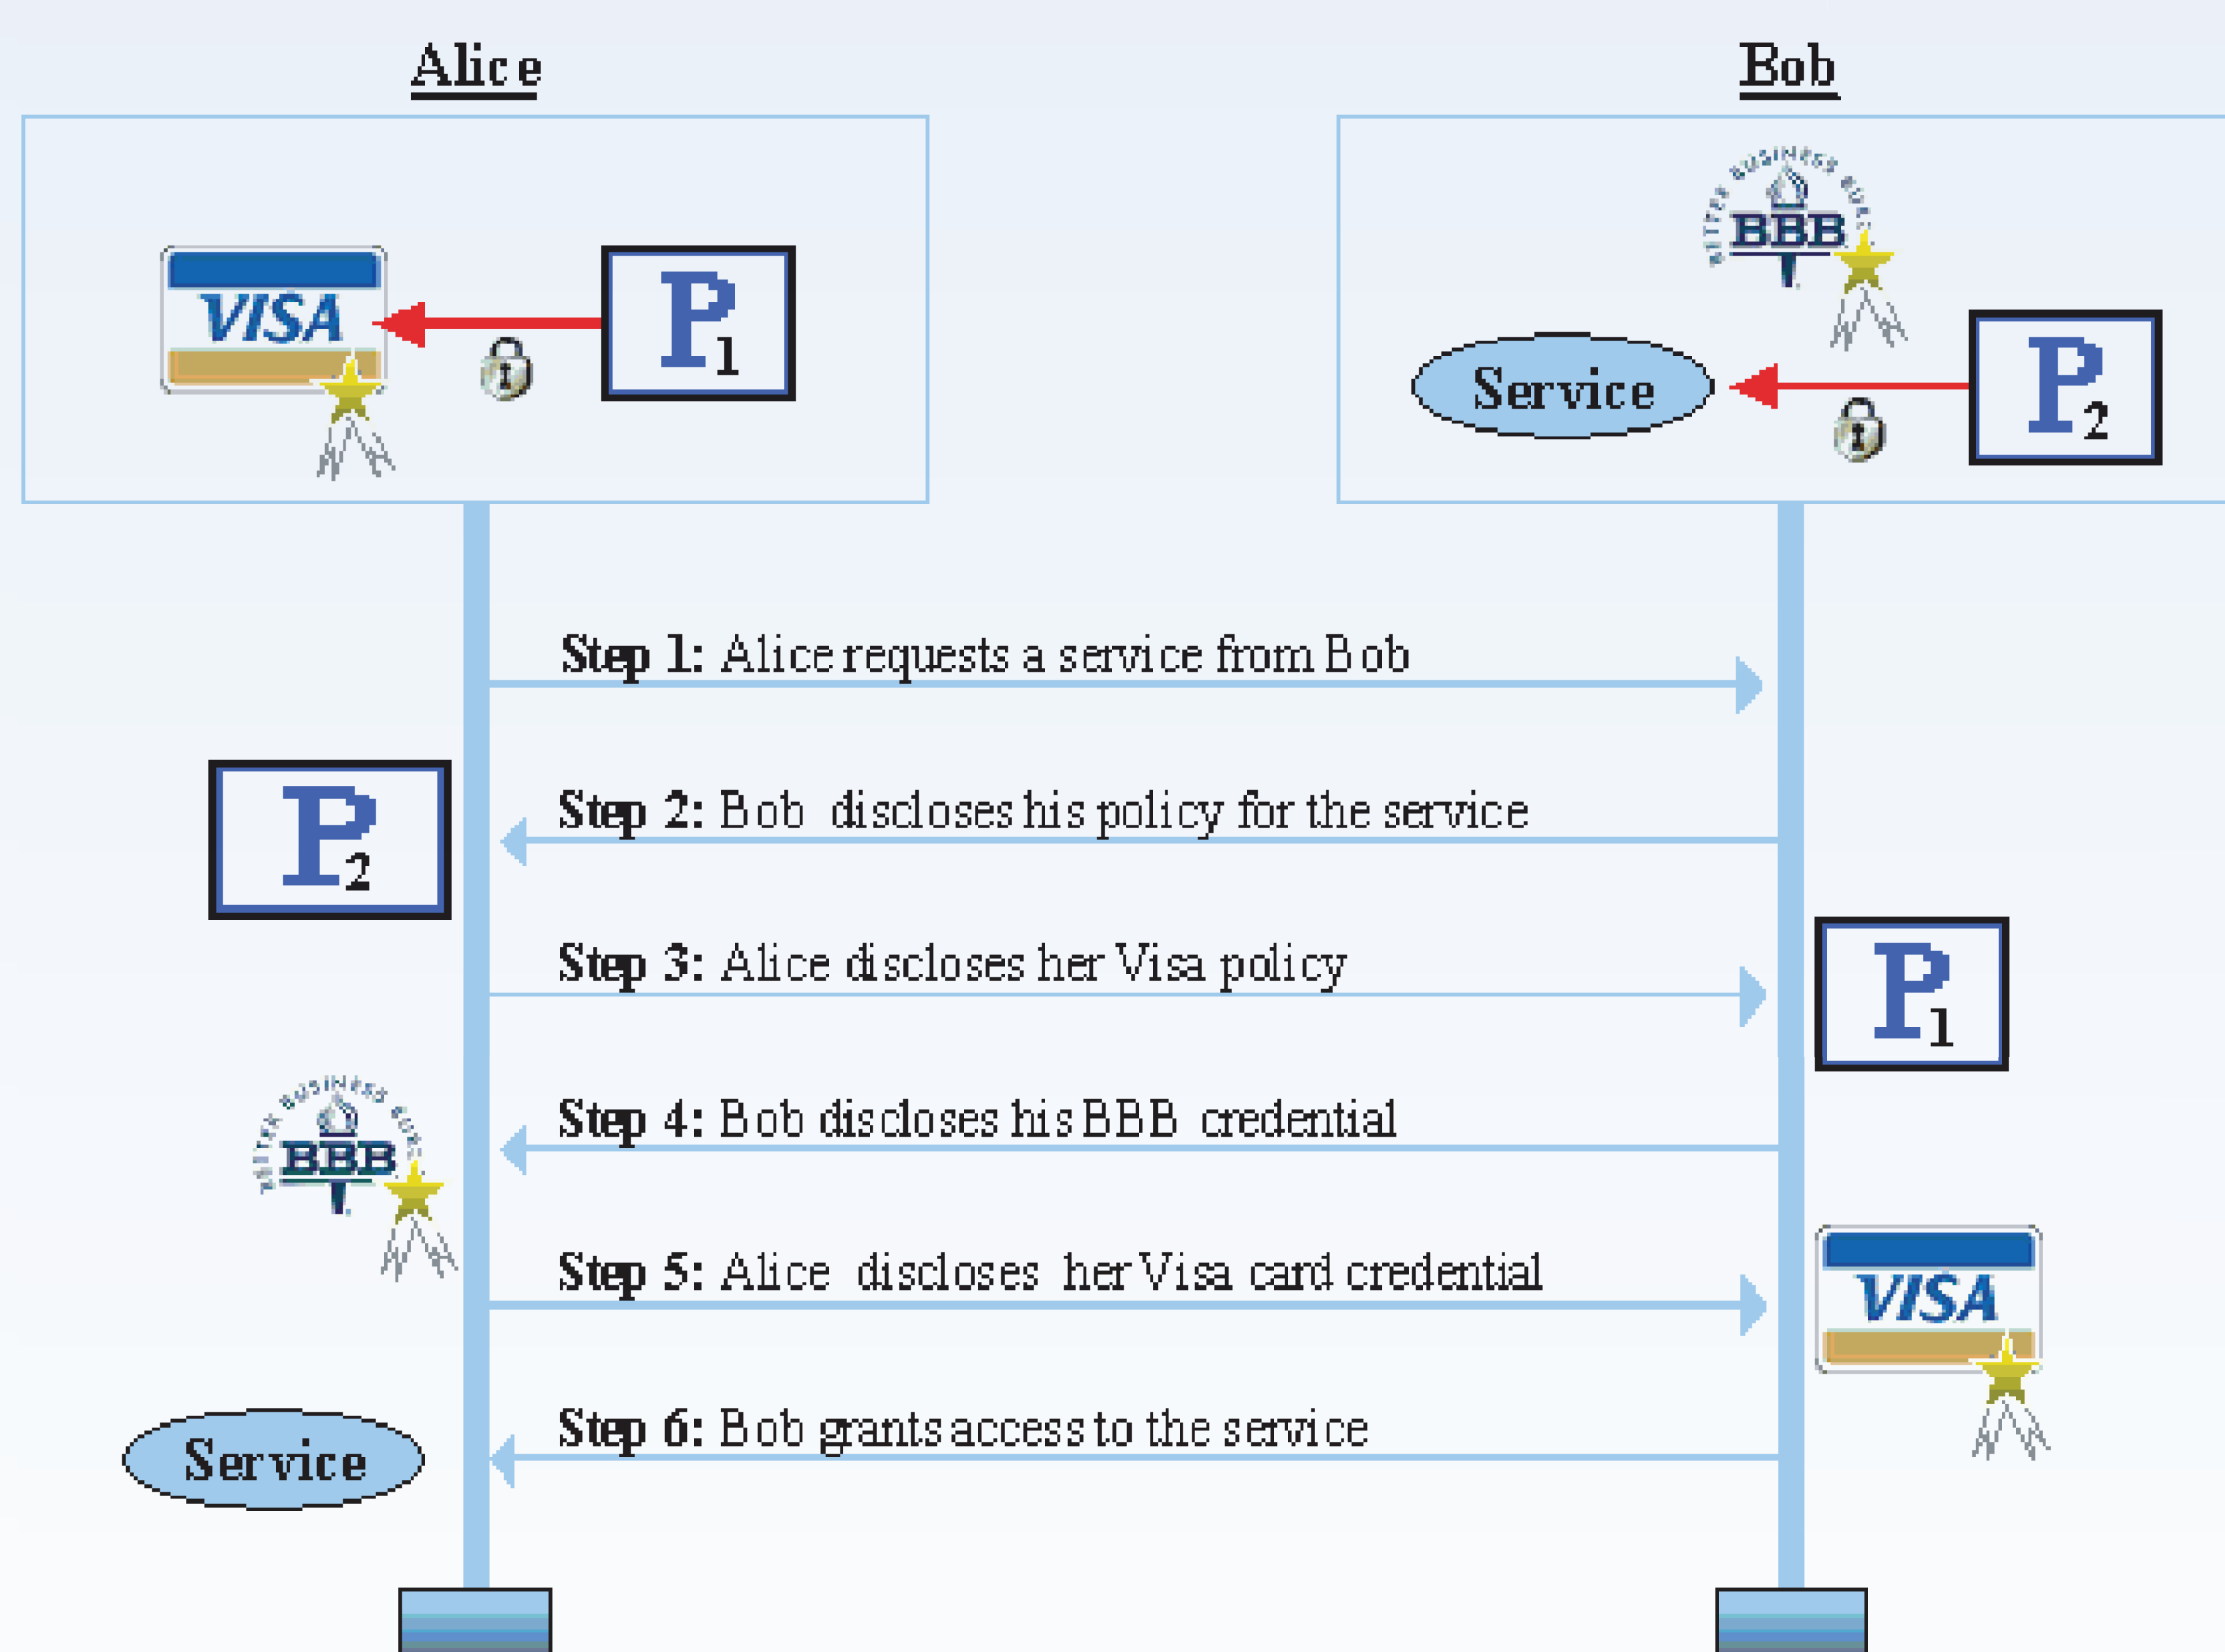 Alice
Bob
VISA
P1
BBB
Service
P2
Step 1: Alice requests a service from Bob
Step 2: Bob discloses his policy for the service
P2
Step 3: Alice discloses her Visa policy
P1
Step 4: Bob discloses his BBB credential
BBB
Step 5: Alice discloses her Visa card credential
VISA
Step 6: Bob grants access to the service
Service